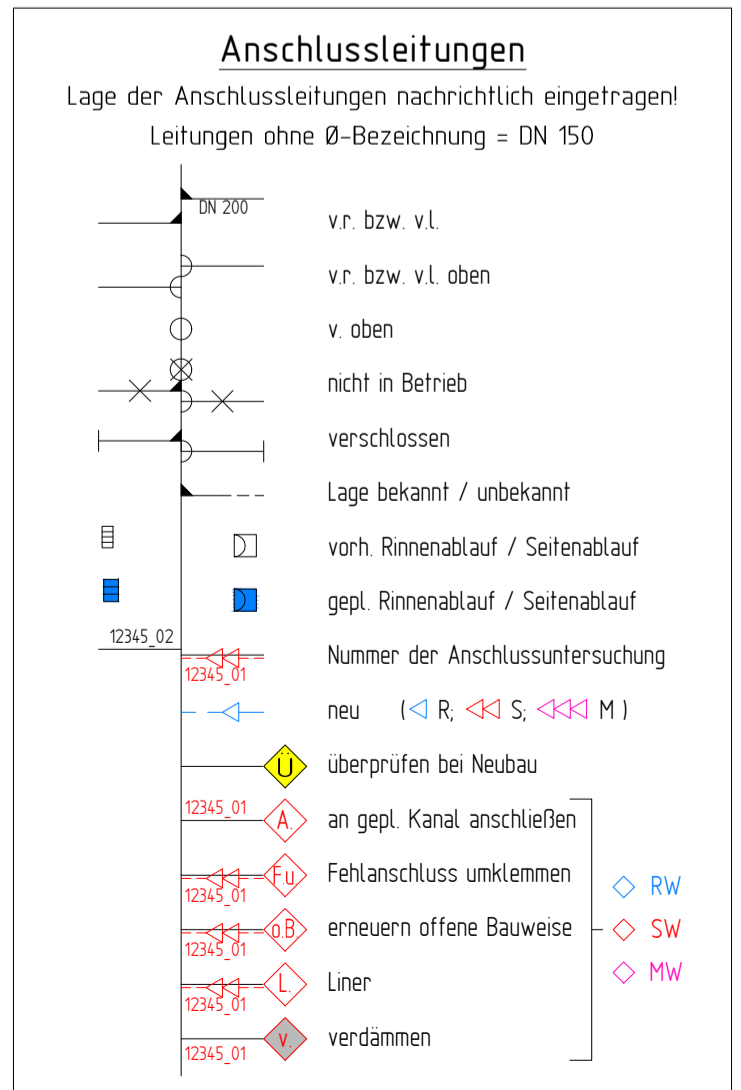 Anschlussleitungen
Lage der Anschlussleitungen nachrichtlich eingetragen!
Leitungen ohne Ø-Bezeichnung = DN 150
DN 200
v.r. bzw. v.l.
v.r. bzw. v.l. oben
v. oben
nicht in Betrieb
verschlossen
Lage bekannt / unbekannt
vorh. Rinnenablauf / Seitenablauf
gepl. Rinnenablauf / Seitenablauf
12345_02
12345_01
Nummer der Anschlussuntersuchung
neu ( R; S; M )
Ü überprüfen bei Neubau
12345_01
A. an gepl. Kanal anschließen
F.u Fehlanschluss umklemmen
12345_01
o.B. erneuern offene Bauweise
12345_01
L. Liner
12345_01
v. verdämmen
12345_01
RW
SW
MW